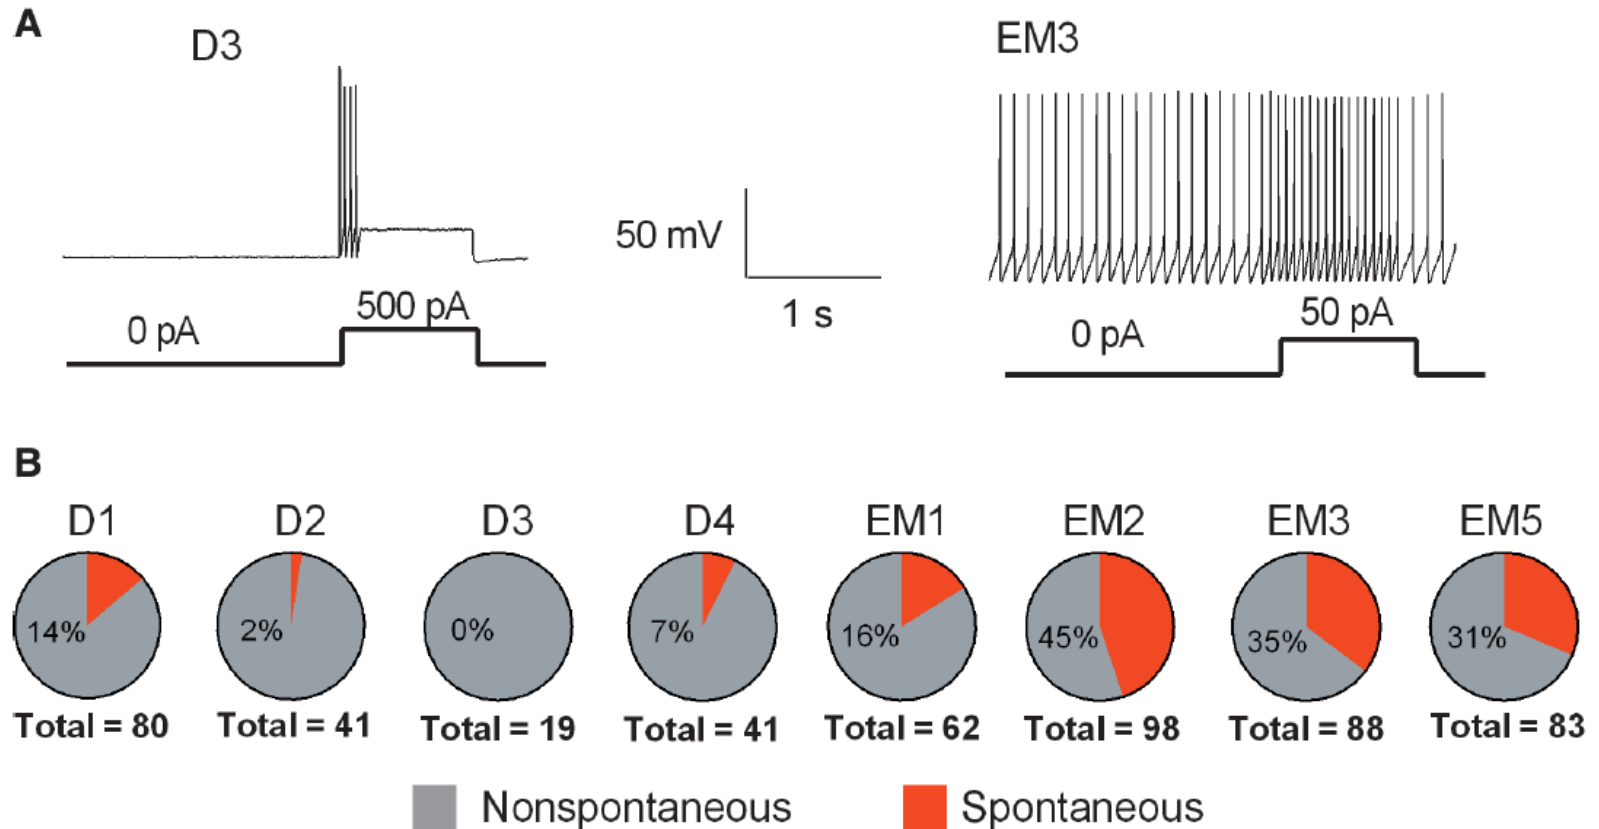 A
D3
EM3
50 mV
1 s
0 pA
500 pA
0 pA
50 pA
B
D1 D2 D3 D4 EM1 EM2 EM3 EM5
14% 2% 0% 7% 16% 45% 35% 31%
Total = 80 Total = 41 Total = 19 Total = 41 Total = 62 Total = 98 Total = 88 Total = 83
Nonspontaneous Spontaneous